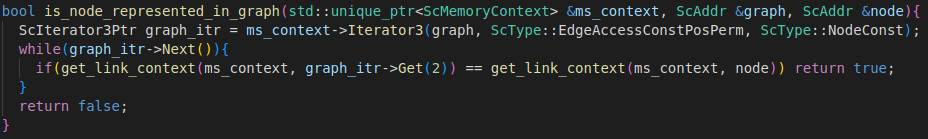 bool is_node_represented_in_graph(std::unique_ptr<ScMemoryContext> &ms_context, ScAddr &graph, ScAddr &node){
  ScIterator3Ptr graph_itr = ms_context->Iterator3(graph, ScType::EdgeAccessConstPosPerm, ScType::NodeConst);
  while(graph_itr->Next()){
    if(get_link_context(ms_context, graph_itr->Get(2)) == get_link_context(ms_context, node)) return true;
  }
  return false;
}